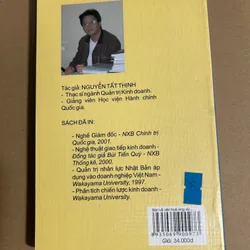 Tác giả: NGUYỄN TẤT THỊNH
- Thạc sĩ ngành Quản trị Kinh doanh.
- Giảng viên Học viện Hành chính
Quốc gia.
SÁCH ĐÃ IN:
- Nghề Giám đốc - NXB Chính trị
Quốc gia, 2001.
- Nghệ thuật giao tiếp kinh doanh -
Đồng tác giả Bùi Tiến Quý - NXB
Thống kê, 2000.
- Quản trị nhân lực Nhật Bản áp
dụng vào doanh nghiệp Việt Nam -
Wakayama University, 1997.
- Phân tích chiến lược kinh doanh -
Wakayama University.
Giá: 34.000đ